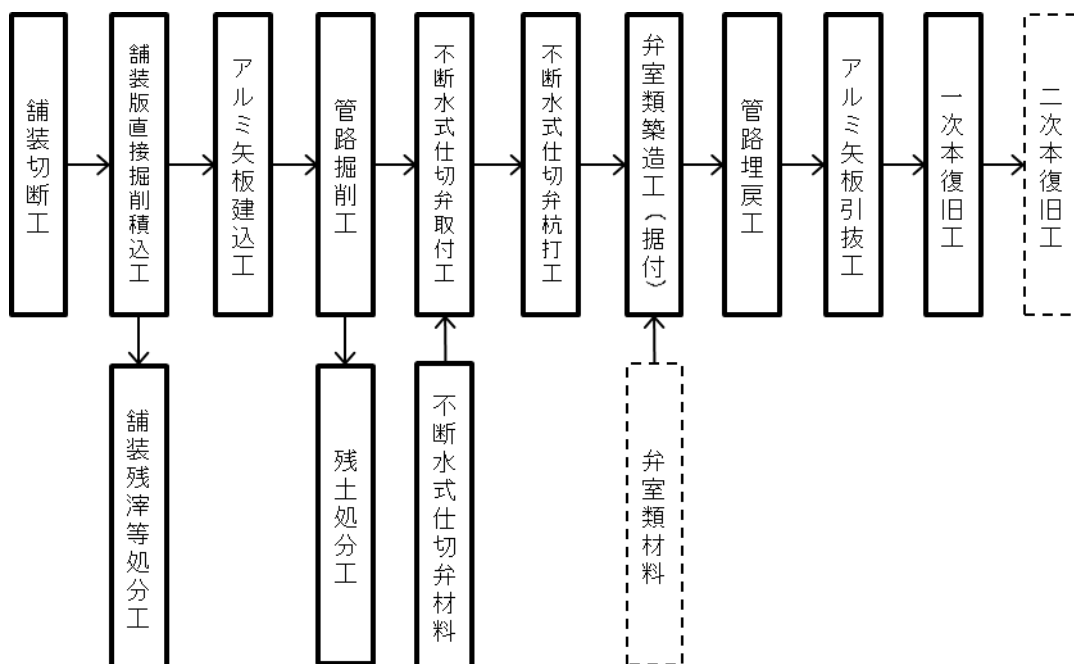 舗装切断工
舗装版直接掘削積込工
アルミ矢板建込工
管路掘削工
不断水式仕切弁取付工
不断水式仕切弁杭打工
弁室類築造工（据付）
管路埋戻工
アルミ矢板引抜工
一次本復旧工
二次本復旧工
舗装残滓等処分工
残土処分工
不断水式仕切弁材料
弁室類材料